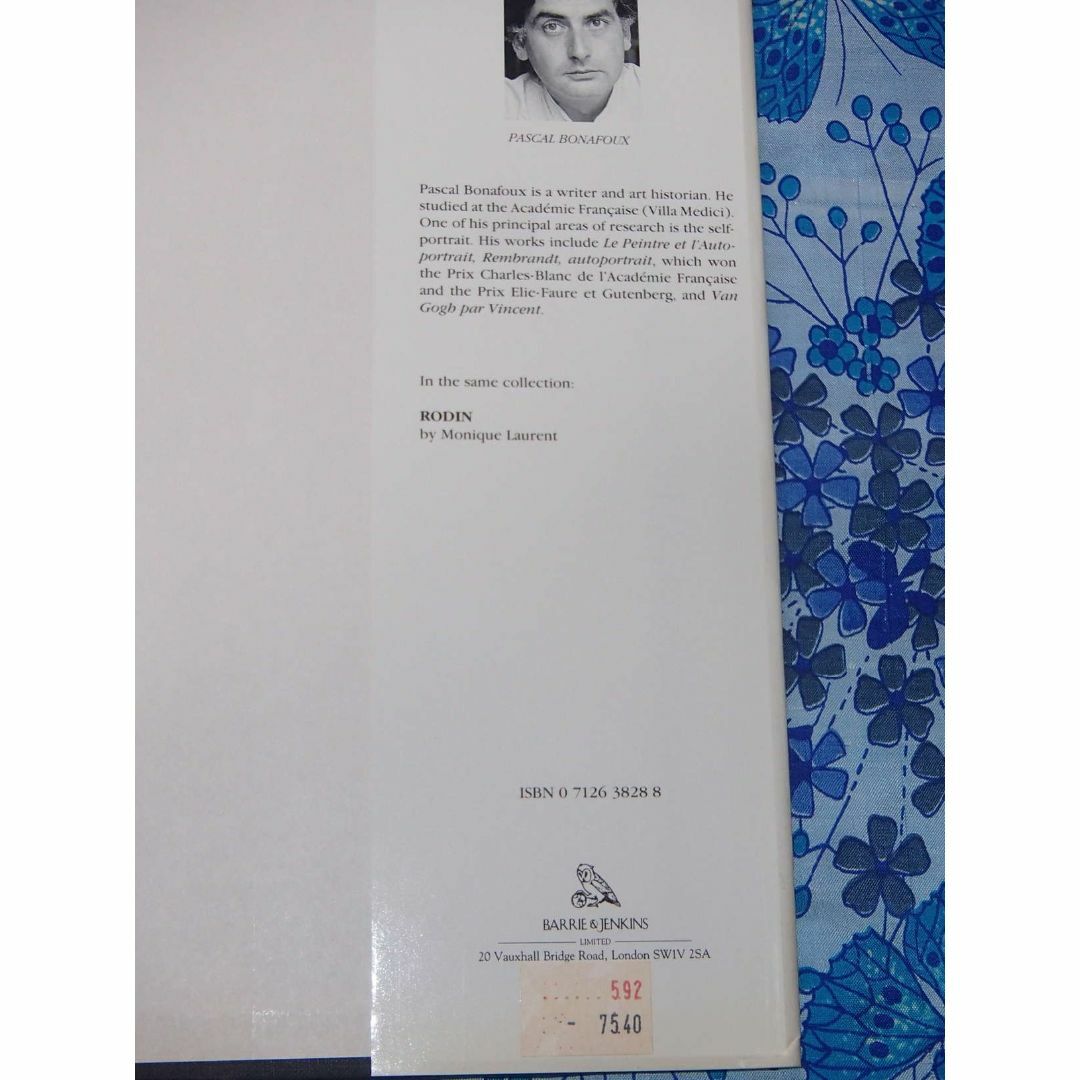 PASCAL BONAFOUX
Pascal Bonafoux is a writer and art historian. He
studied at the Académie Française (Villa Medici).
One of his principal areas of research is the self-
portrait. His works include Le Peintre et l'Auto-
portrait, Rembrandt, autoportrait, which won
the Prix Charles-Blanc de l'Académie Française
and the Prix Elie-Faure et Gutenberg, and Van
Gogh par Vincent.
In the same collection:
RODIN
by Monique Laurent
ISBN 0 7126 3828 8
BARRIE & JENKINS
LIMITED
20 Vauxhall Bridge Road, London SW1V 2SA
...... 592
- 7540